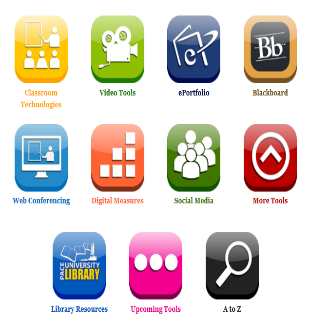 Classroom
Technologies
Video Tools
eP
ePortfolio
Bb
Blackboard
Web Conferencing
Digital Measures
Social Media
More Tools
PACE UNIVERSITY
LIBRARY
Library Resources
Upcoming Tools
A to Z